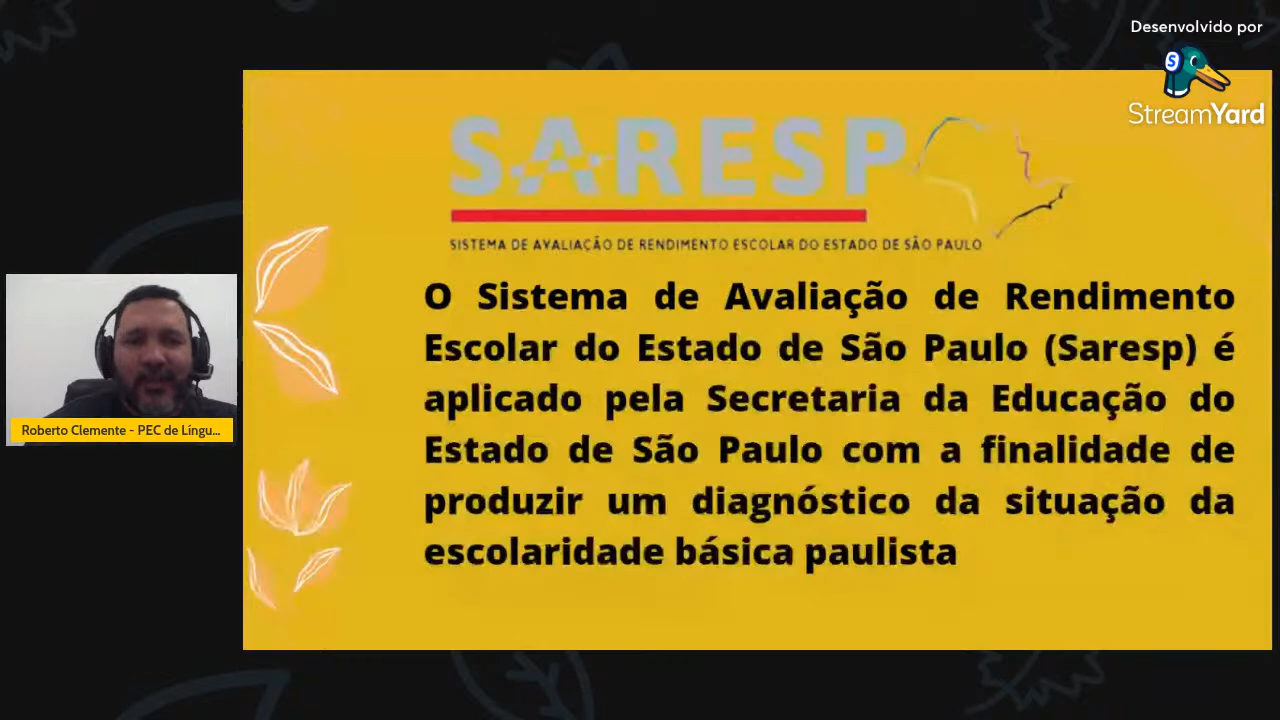 Desenvolvido por
StreamYard
SARESP
SISTEMA DE AVALIAÇÃO DE RENDIMENTO ESCOLAR DO ESTADO DE SÃO PAULO
O Sistema de Avaliação de Rendimento
Escolar do Estado de São Paulo (Saresp) é
aplicado pela Secretaria da Educação do
Estado de São Paulo com a finalidade de
produzir um diagnóstico da situação da
escolaridade básica paulista
Roberto Clemente - PEC de Língu...